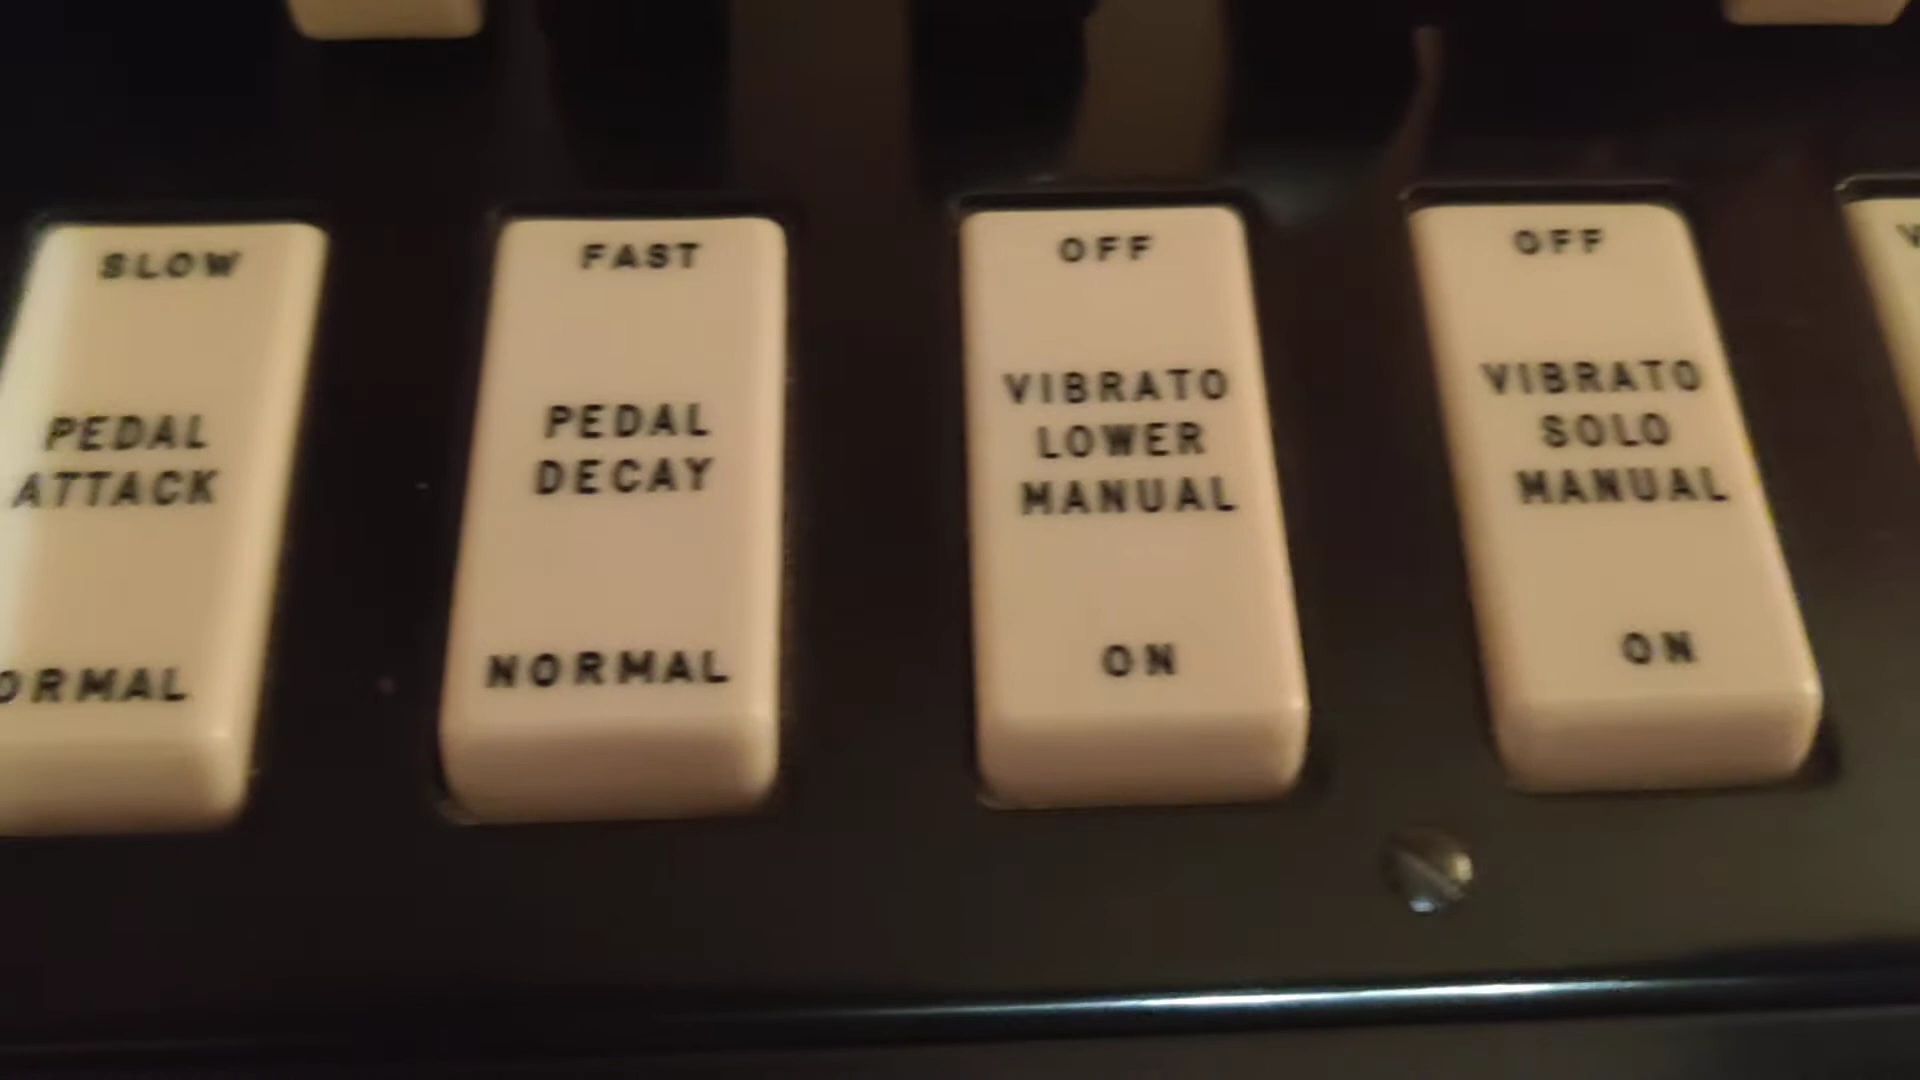 SLOW
PEDAL
ATTACK
ORMAL
FAST
PEDAL
DECAY
NORMAL
OFF
VIBRATO
LOWER
MANUAL
ON
OFF
VIBRATO
SOLO
MANUAL
ON
V